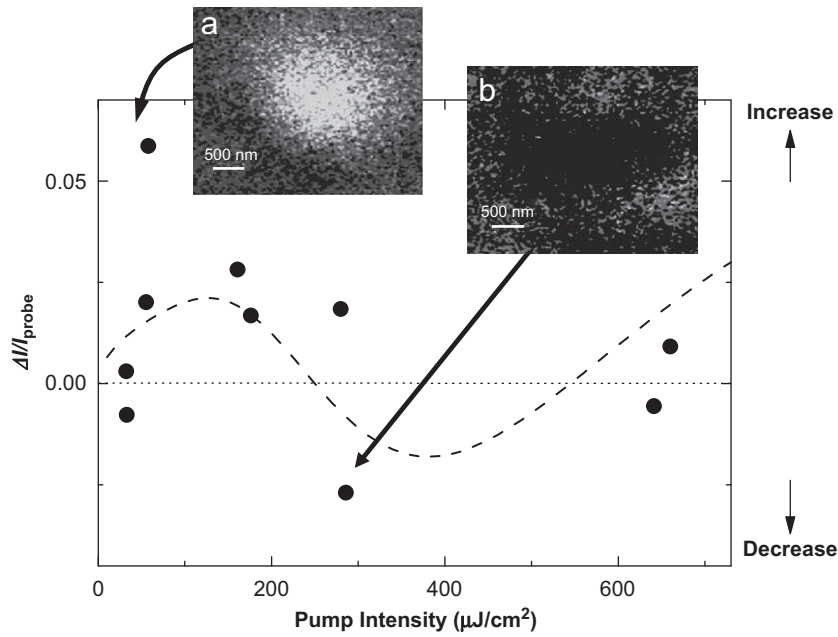 a
500 nm
b
500 nm
Increase
0.05
0.00
ΔI/Iprobe
Decrease
0 200 400 600
Pump Intensity (μJ/cm²)